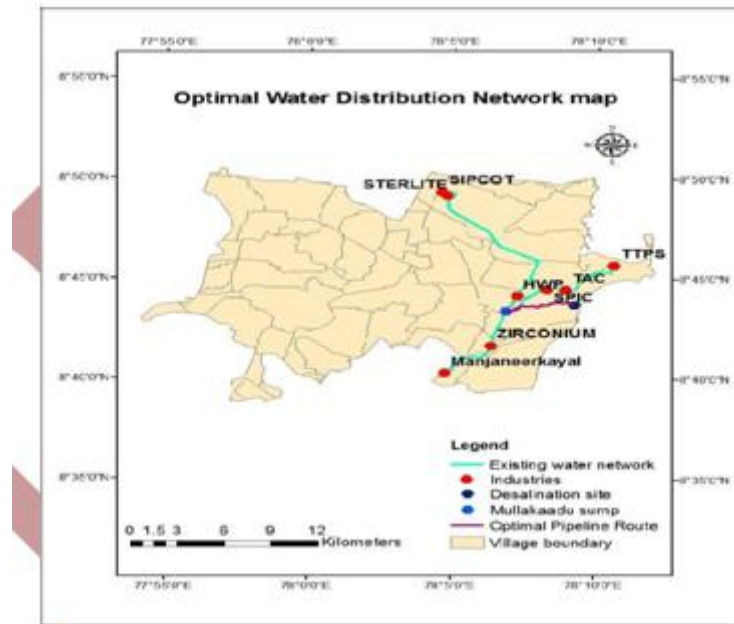 77°55'0"E 78°0'0"E 78°5'0"E 78°10'0"E
8°55'0"N 8°55'0"N
Optimal Water Distribution Network map
8°50'0"N 8°50'0"N
STERLITE SIPCOT
TTPS
8°45'0"N 8°45'0"N
HWP TAC
SPIC
ZIRCONIUM
Manjaneerkayal
8°40'0"N 8°40'0"N
Legend
Existing water network
8°35'0"N 8°35'0"N
Industries
Desalination site
Mullakaadu sump
0 1.5 3 6 9 12
Optimal Pipeline Route
Kilometers
Village boundary
77°55'0"E 78°0'0"E 78°5'0"E 78°10'0"E